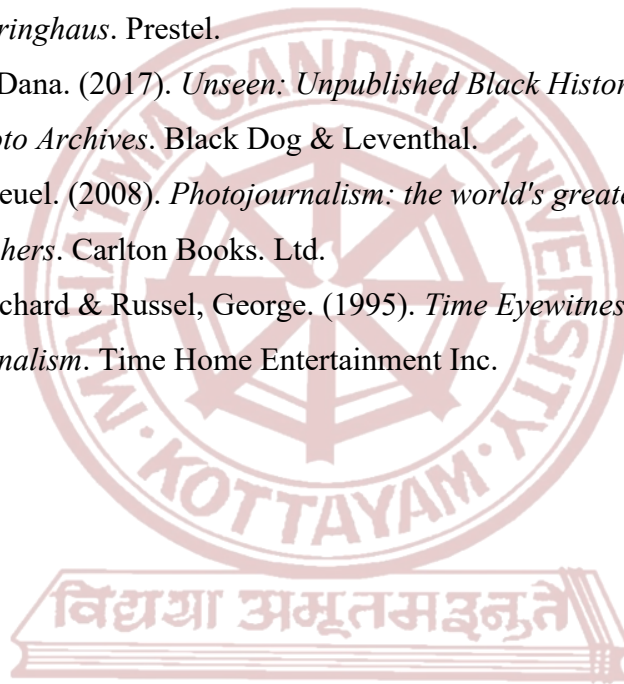 ringhaus. Prestel.
Dana. (2017). Unseen: Unpublished Black Histor
oto Archives. Black Dog & Leventhal.
euel. (2008). Photojournalism: the world's greate
hers. Carlton Books. Ltd.
chard & Russel, George. (1995). Time Eyewitnes
nalism. Time Home Entertainment Inc.
MAHATMA GANDHI UNIVERSITY
KOTTAYAM
विद्यया अमृतमश्नुते